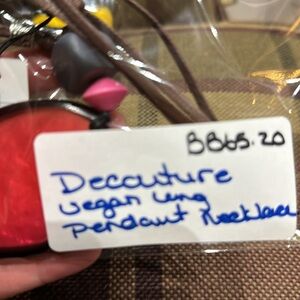 BB65.20
Decouture
vegan Long
pendant Necklace